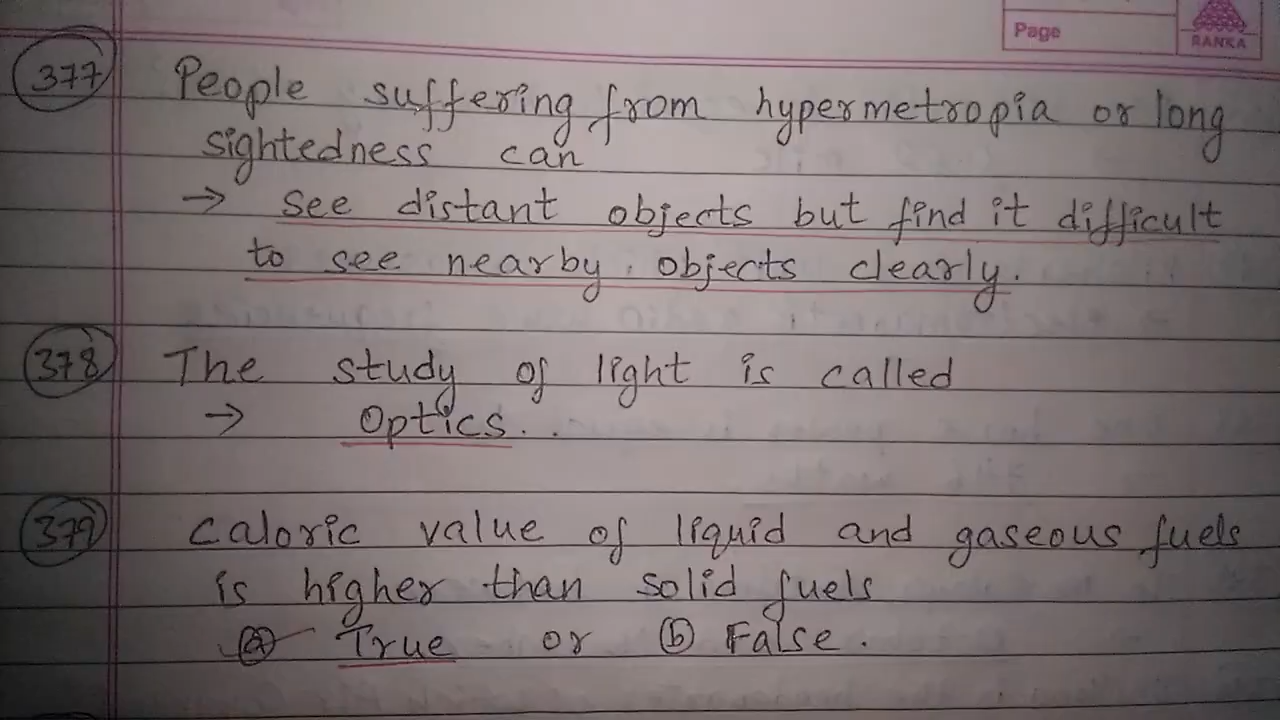 Page
RANKA
377 People suffering from hypermetropia or long
sightedness can
→ see distant objects but find it difficult
to see nearby objects clearly.
378 The study of light is called
→ Optics..
379 Caloric value of liquid and gaseous fuels
is higher than solid fuels
ⓐ True or ⓑ False.